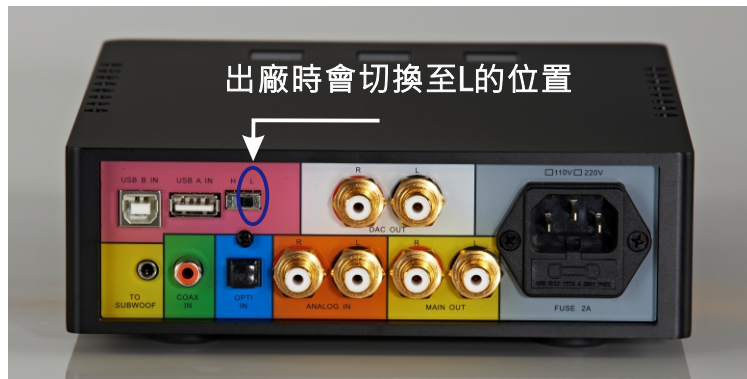 出廠時會切換至L的位置
USB B IN
USB A IN
H L
R L
DAC OUT
□110V□ 220V
TO
SUBWOOF
COAX
IN
OPTI
IN
R L
ANALOG IN
R L
MAIN OUT
FUSE 2A